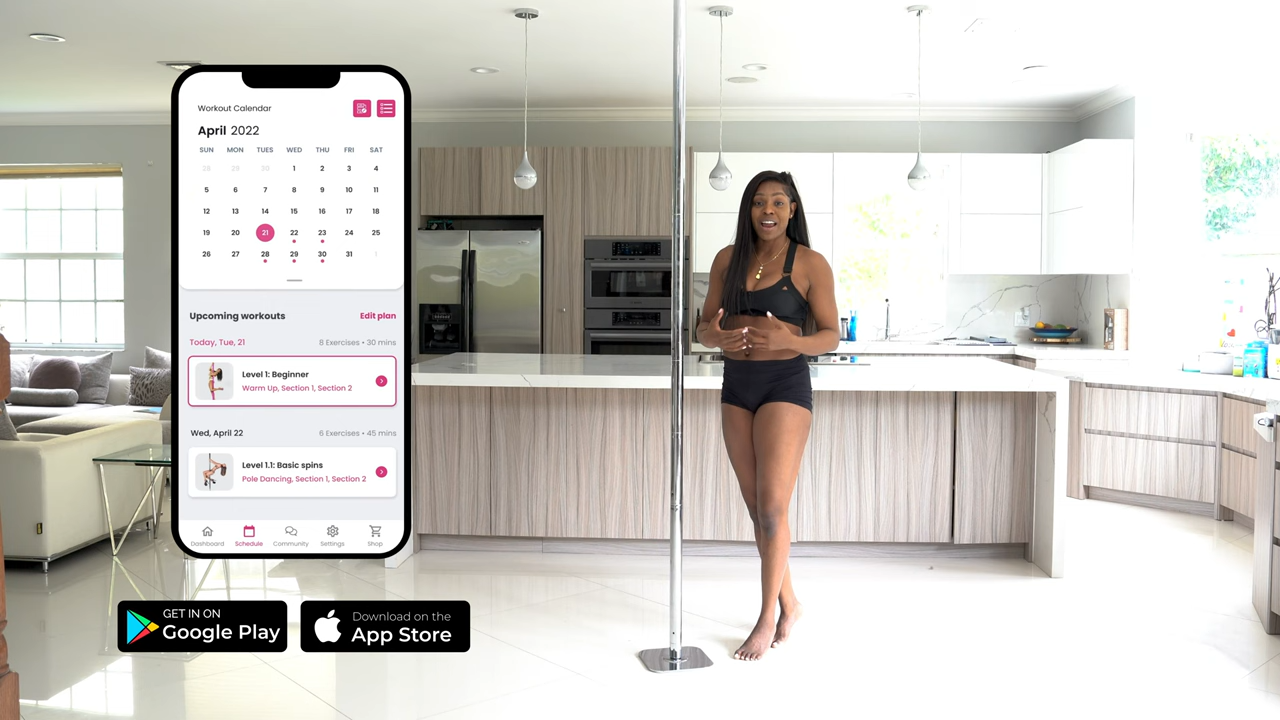 Workout Calendar
April 2022
SUN MON TUES WED THU FRI SAT
28 29 30 1 2 3 4
5 6 7 8 9 10 11
12 13 14 15 16 17 18
19 20 21 22 23 24 25
26 27 28 29 30 31 1
Upcoming workouts Edit plan
Today, Tue, 21 8 Exercises • 30 mins
Level 1: Beginner
Warm Up, Section 1, Section 2
Wed, April 22 6 Exercises • 45 mins
Level 1.1: Basic spins
Pole Dancing, Section 1, Section 2
Dashboard Schedule Community Settings Shop
GET IN ON
Google Play
Download on the
App Store